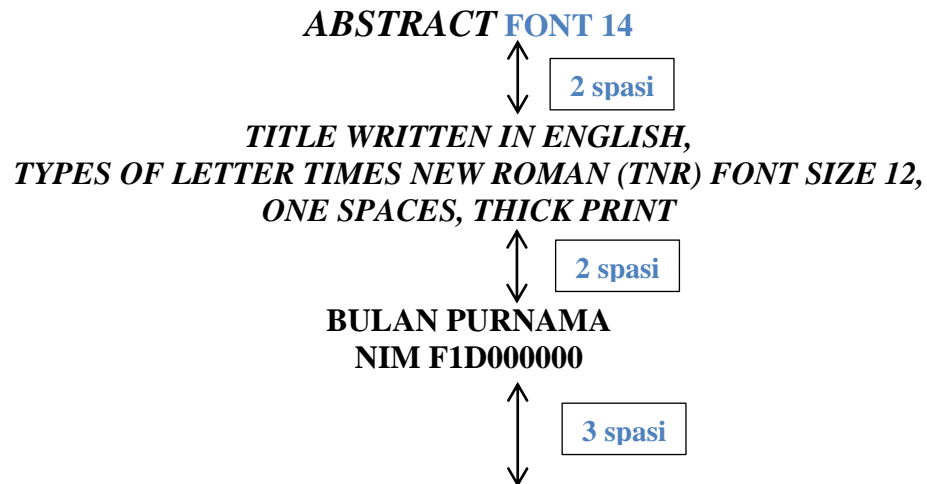 ABSTRACT FONT 14
2 spasi
TITLE WRITTEN IN ENGLISH,
TYPES OF LETTER TIMES NEW ROMAN (TNR) FONT SIZE 12,
ONE SPACES, THICK PRINT
2 spasi
BULAN PURNAMA
NIM F1D000000
3 spasi